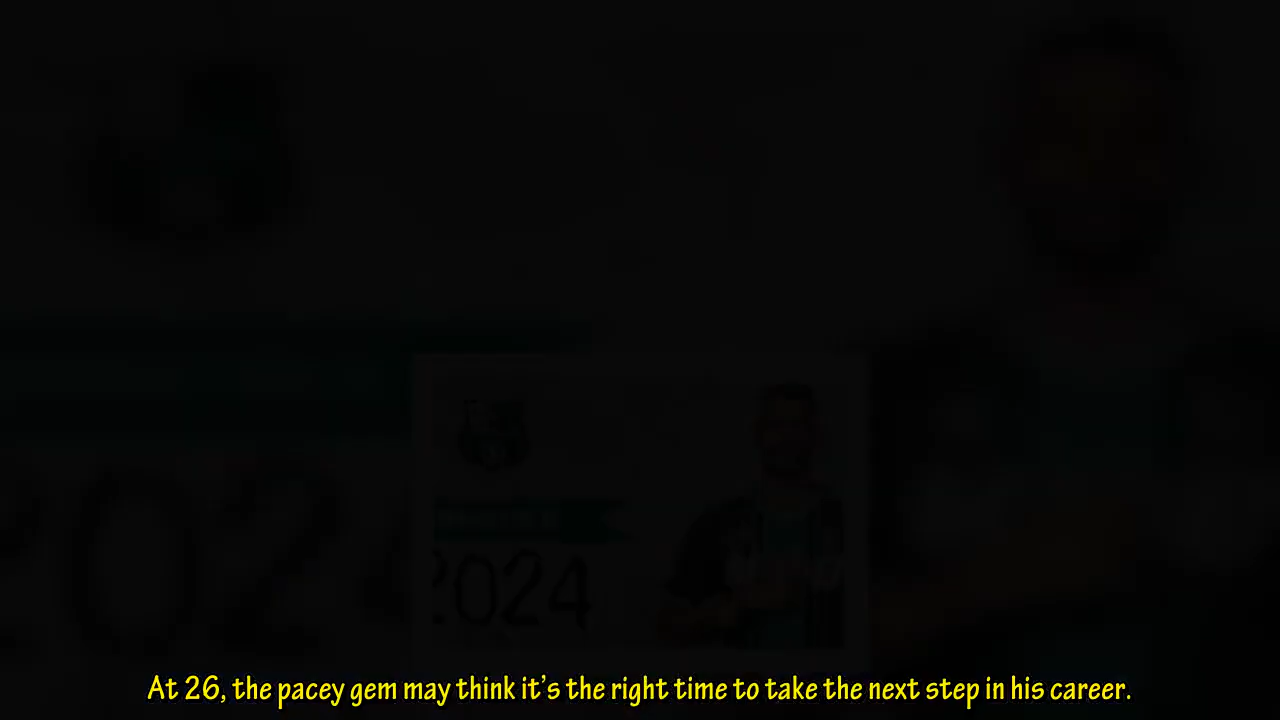 2024
At 26, the pacey gem may think it’s the right time to take the next step in his career.